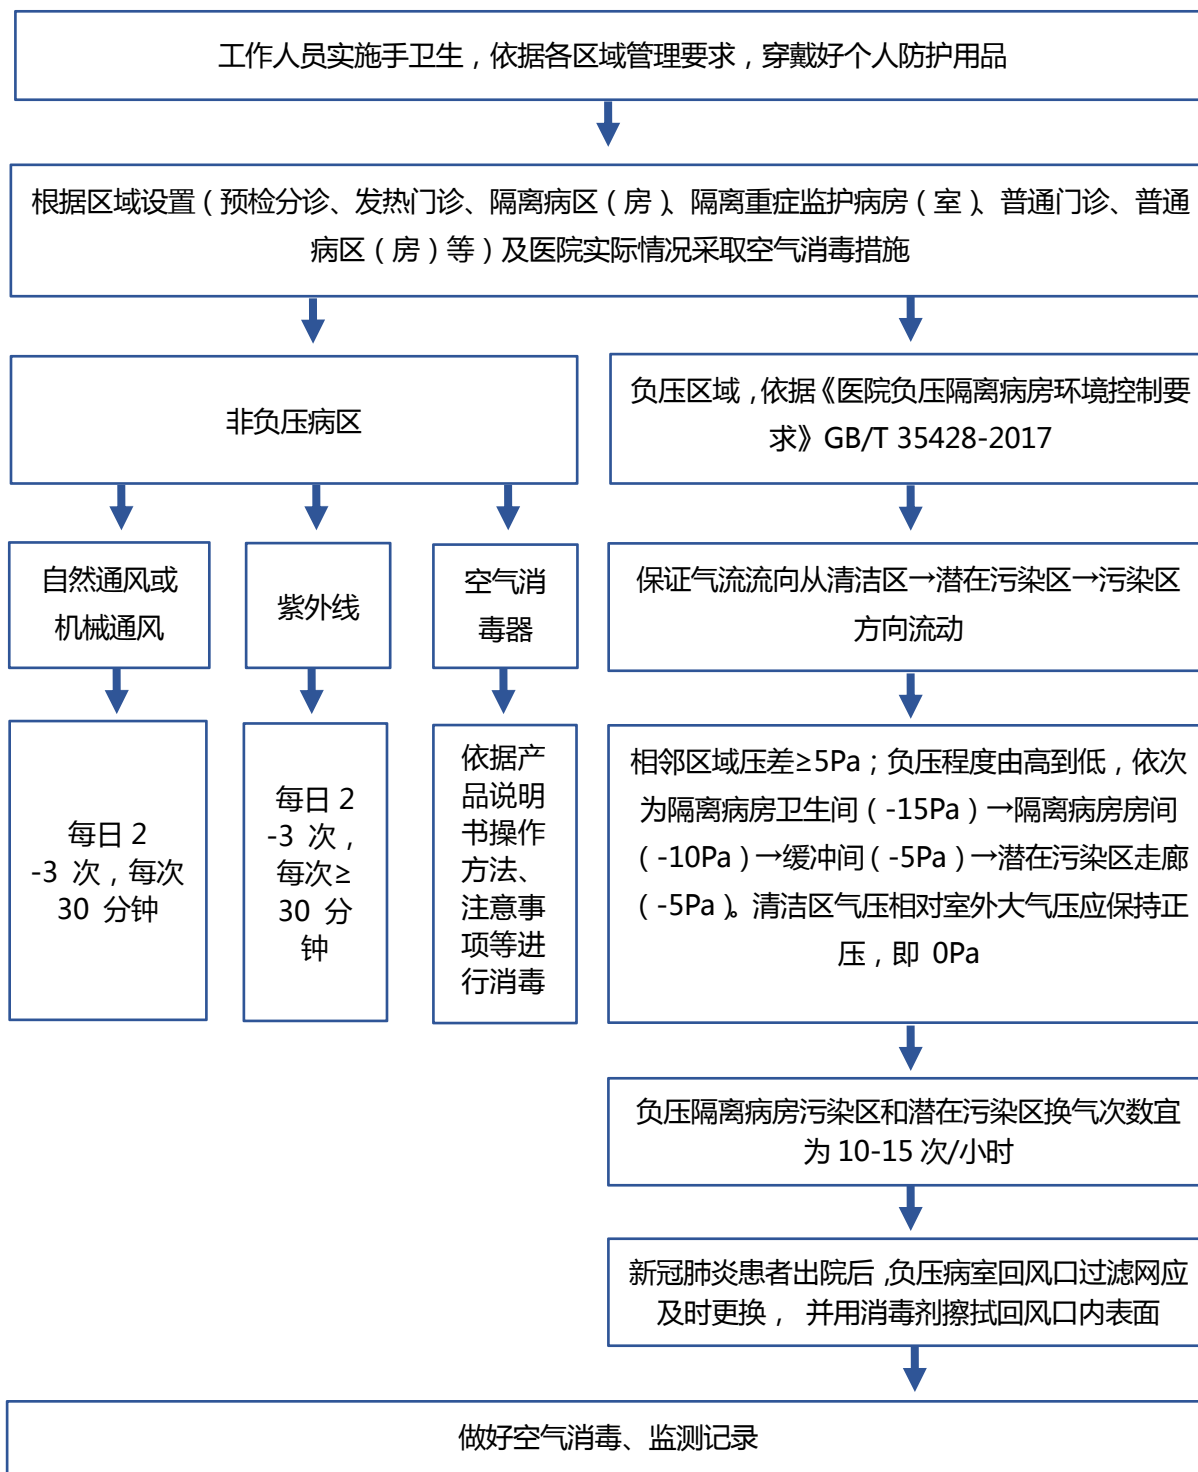 工作人员实施手卫生，依据各区域管理要求，穿戴好个人防护用品
根据区域设置（预检分诊、发热门诊、隔离病区（房）、隔离重症监护病房（室）、普通门诊、普通
病区（房）等）及医院实际情况采取空气消毒措施
非负压病区
负压区域，依据《医院负压隔离病房环境控制要
求》GB/T 35428-2017
自然通风或
机械通风
紫外线
空气消
毒器
保证气流流向从清洁区→潜在污染区→污染区
方向流动
每日 2
-3 次，每次
30 分钟
每日 2
-3 次，
每次≥
30 分
钟
依据产
品说明
书操作
方法、
注意事
项等进
行消毒
相邻区域压差≥5Pa；负压程度由高到低，依次
为隔离病房卫生间（-15Pa）→隔离病房房间
（-10Pa）→缓冲间（-5Pa）→潜在污染区走廊
（-5Pa）。清洁区气压相对室外大气压应保持正
压，即 0Pa
负压隔离病房污染区和潜在污染区换气次数宜
为 10-15 次/小时
新冠肺炎患者出院后,负压病室回风口过滤网应
及时更换， 并用消毒剂擦拭回风口内表面
做好空气消毒、监测记录